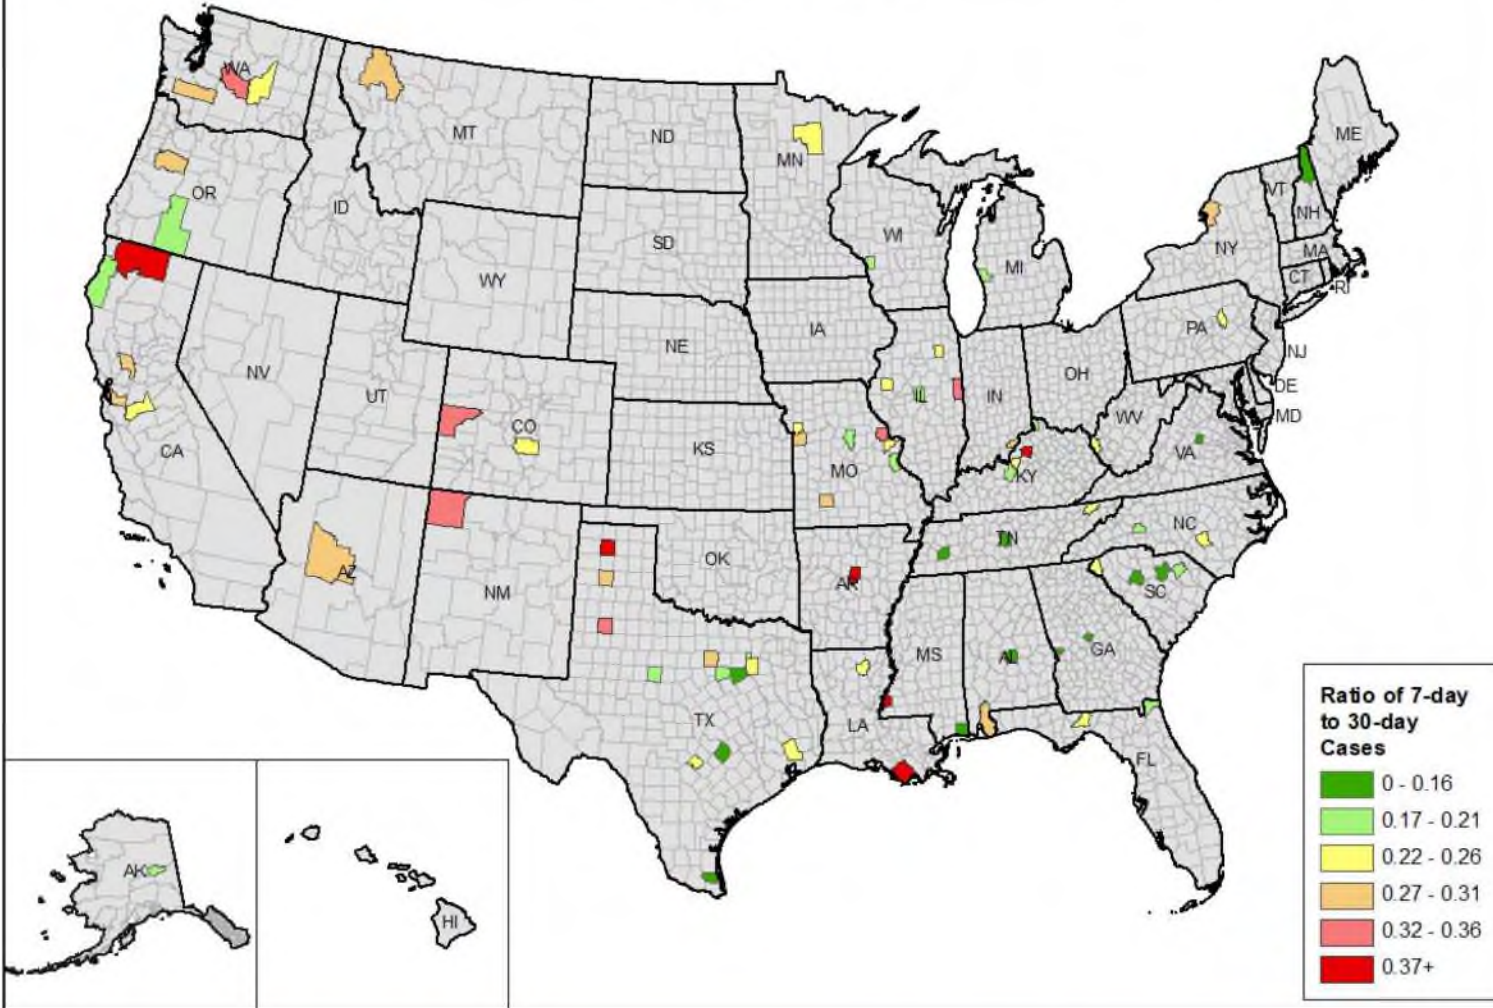 WA
MT
ND
MN
ME
OR
ID
VT
NH
SD
WI
NY
MA
WY
MI
CT
RI
IA
PA
NE
NJ
NV
OH
UT
IL
IN
DE
CO
MD
WV
CA
KS
VA
MO
KY
NC
OK
TN
AZ
AR
NM
SC
MS
AL
GA
TX
LA
FL
AK
HI
Ratio of 7-day
to 30-day
Cases
0 - 0.16
0.17 - 0.21
0.22 - 0.26
0.27 - 0.31
0.32 - 0.36
0.37+